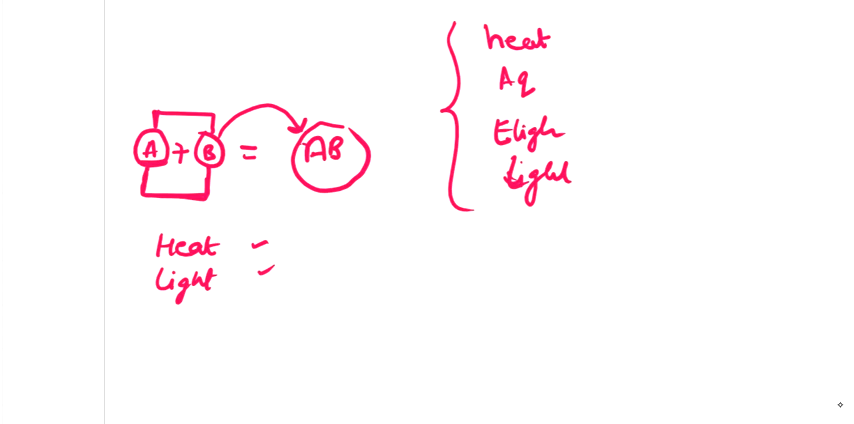 A + B = AB
Heat
Light
heat
Aq
Eligh
Light